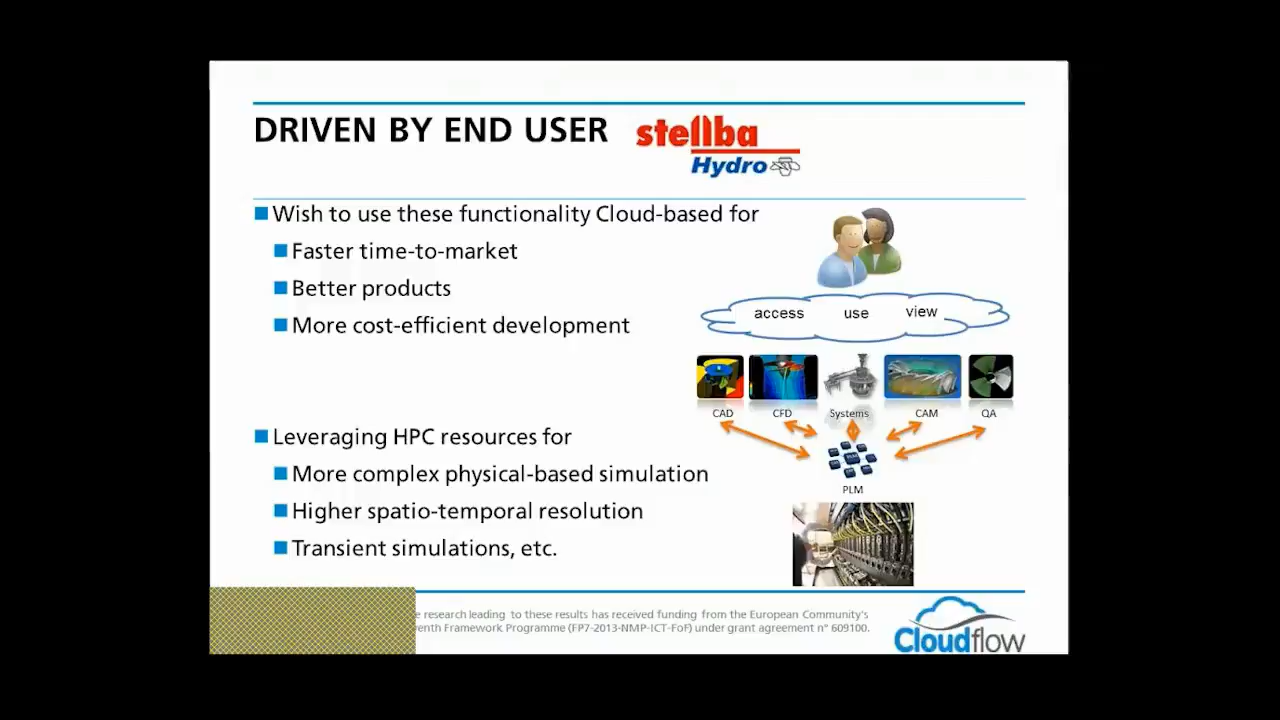 DRIVEN BY END USER
stellba
Hydro
Wish to use these functionality Cloud-based for
Faster time-to-market
Better products
More cost-efficient development
access use view
CAD CFD Systems CAM QA
PLM
Leveraging HPC resources for
More complex physical-based simulation
Higher spatio-temporal resolution
Transient simulations, etc.
research leading to these results has received funding from the European Community's
Framework Programme (FP7-2013-NMP-ICT-FoF) under grant agreement n° 609100.
Cloudflow